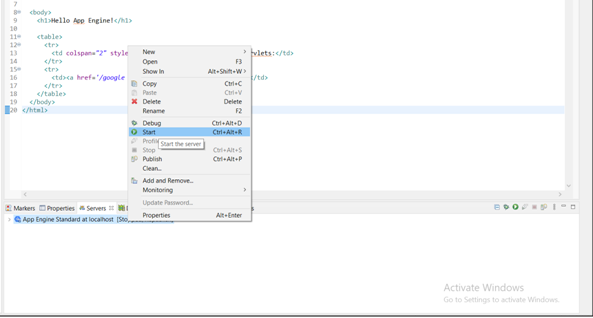 7
8 <body>
9 <h1>Hello App Engine!</h1>
10
11 <table>
12 <tr>
13 <td colspan="2" style rvlets:</td>
14 </tr>
15 <tr>
16 <td><a href='/google </td>
17 </tr>
18 </table>
19 </body>
20 </html>
New
Open F3
Show In Alt+Shift+W >
Copy Ctrl+C
Paste Ctrl+V
Delete Delete
Rename F2
Debug Ctrl+Alt+D
Start Ctrl+Alt+R
Start the server
Stop Ctrl+Alt+S
Publish Ctrl+Alt+P
Clean...
Add and Remove...
Monitoring
Update Password...
Properties Alt+Enter
Markers Properties Servers
App Engine Standard at localhost
Activate Windows
Go to Settings to activate Windows.